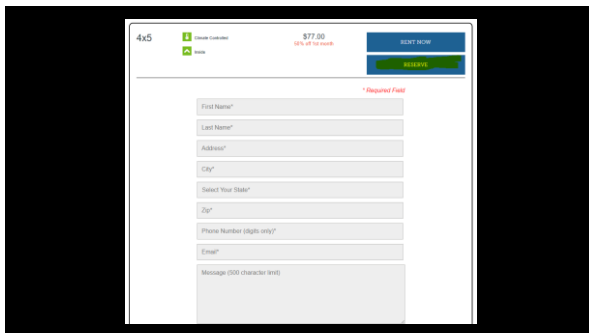 4x5
Climate Controlled
Inside
$77.00
50% off 1st month
RENT NOW
RESERVE
* Required Field
First Name*
Last Name*
Address*
City*
Select Your State*
Zip*
Phone Number (digits only)*
Email*
Message (500 character limit)